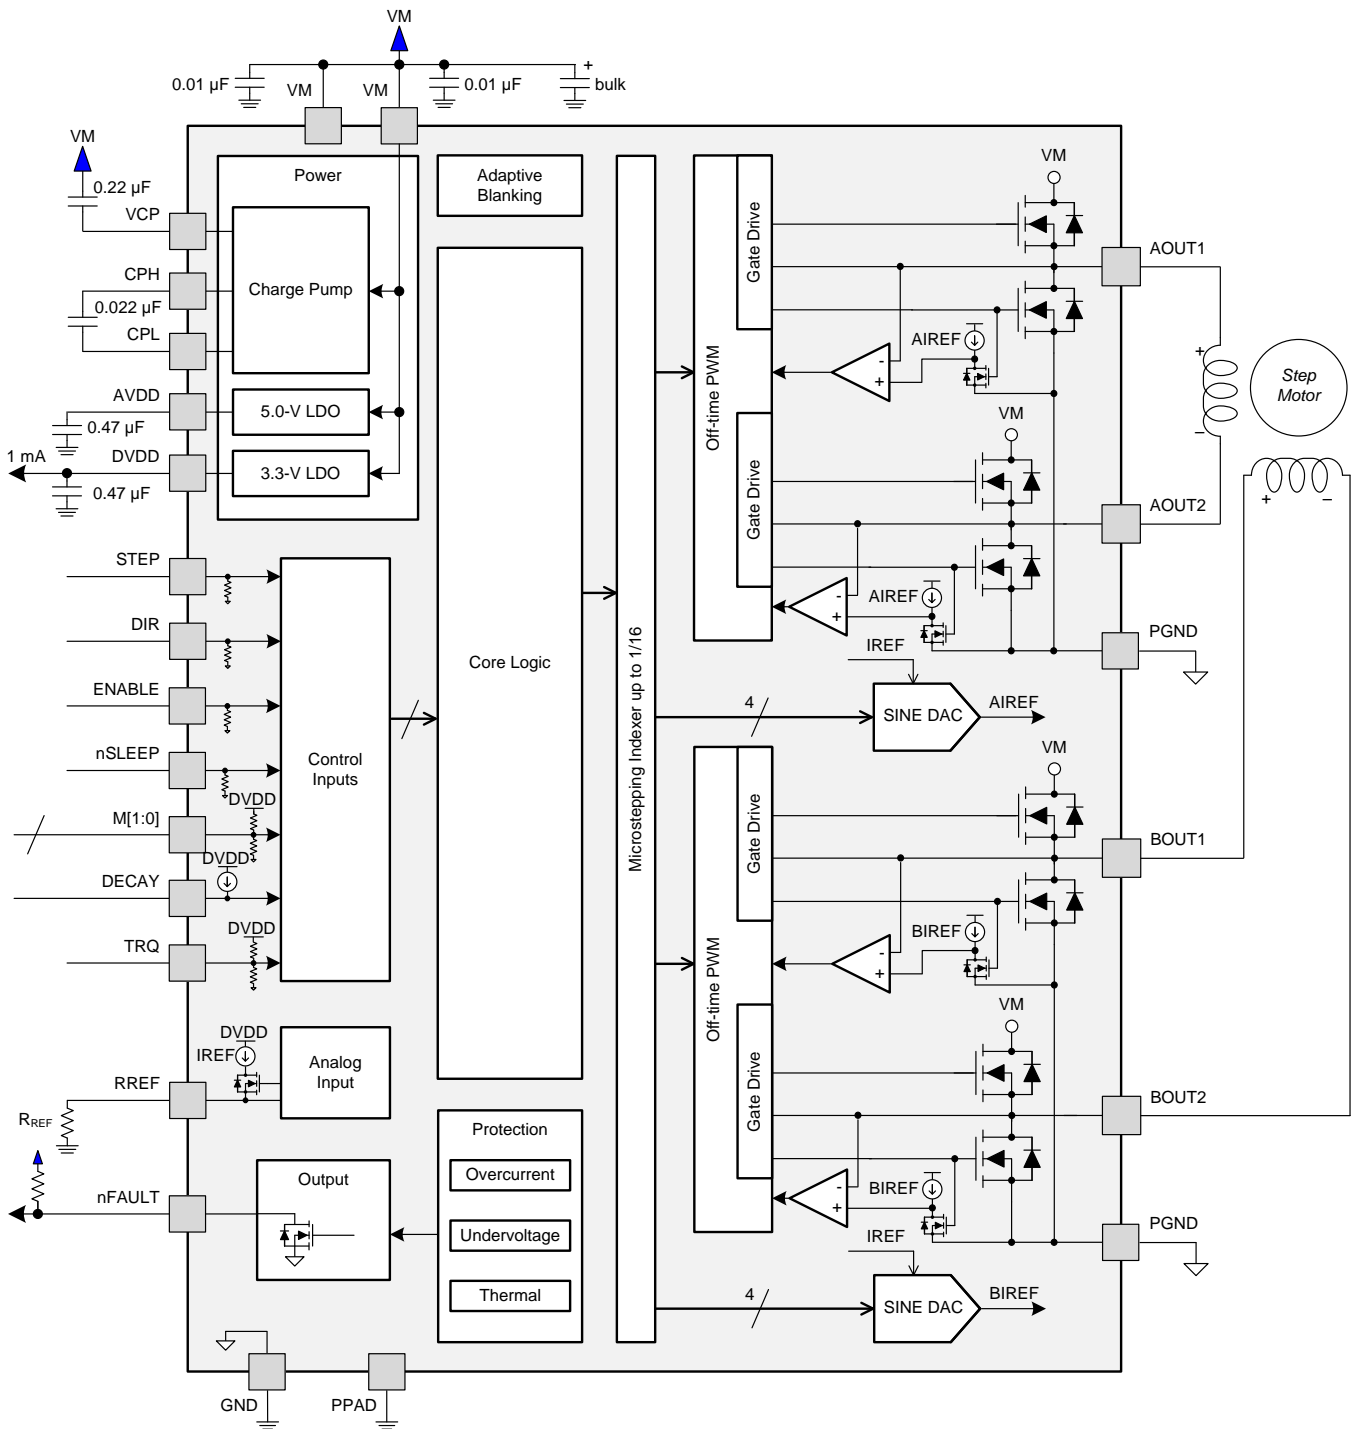 VM
0.01 µF
VM
VM
0.01 µF
+
bulk
VM
0.22 µF
VCP
CPH
0.022 µF
CPL
AVDD
0.47 µF
1 mA
DVDD
0.47 µF
Power
Charge Pump
5.0-V LDO
3.3-V LDO
Adaptive
Blanking
Core Logic
STEP
DIR
ENABLE
nSLEEP
DVDD
M[1:0]
DVDD
DECAY
DVDD
TRQ
Control
Inputs
DVDD
IREF
RREF
RREF
Analog
Input
nFAULT
Output
Protection
Overcurrent
Undervoltage
Thermal
GND
PPAD
Microstepping Indexer up to 1/16
Off-time PWM
Gate Drive
Gate Drive
VM
AOUT1
AIREF
-
+
VM
AOUT2
AIREF
-
+
IREF
PGND
4
SINE DAC
AIREF
+
−
Step
Motor
+
−
Off-time PWM
Gate Drive
Gate Drive
VM
BOUT1
BIREF
-
+
VM
BOUT2
BIREF
-
+
IREF
PGND
4
SINE DAC
BIREF